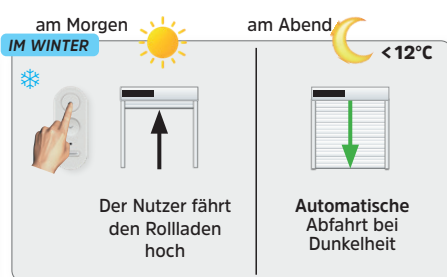 am Morgen
am Abend
IM WINTER
<12°C
Der Nutzer fährt
den Rollladen
hoch
Automatische
Abfahrt bei
Dunkelheit